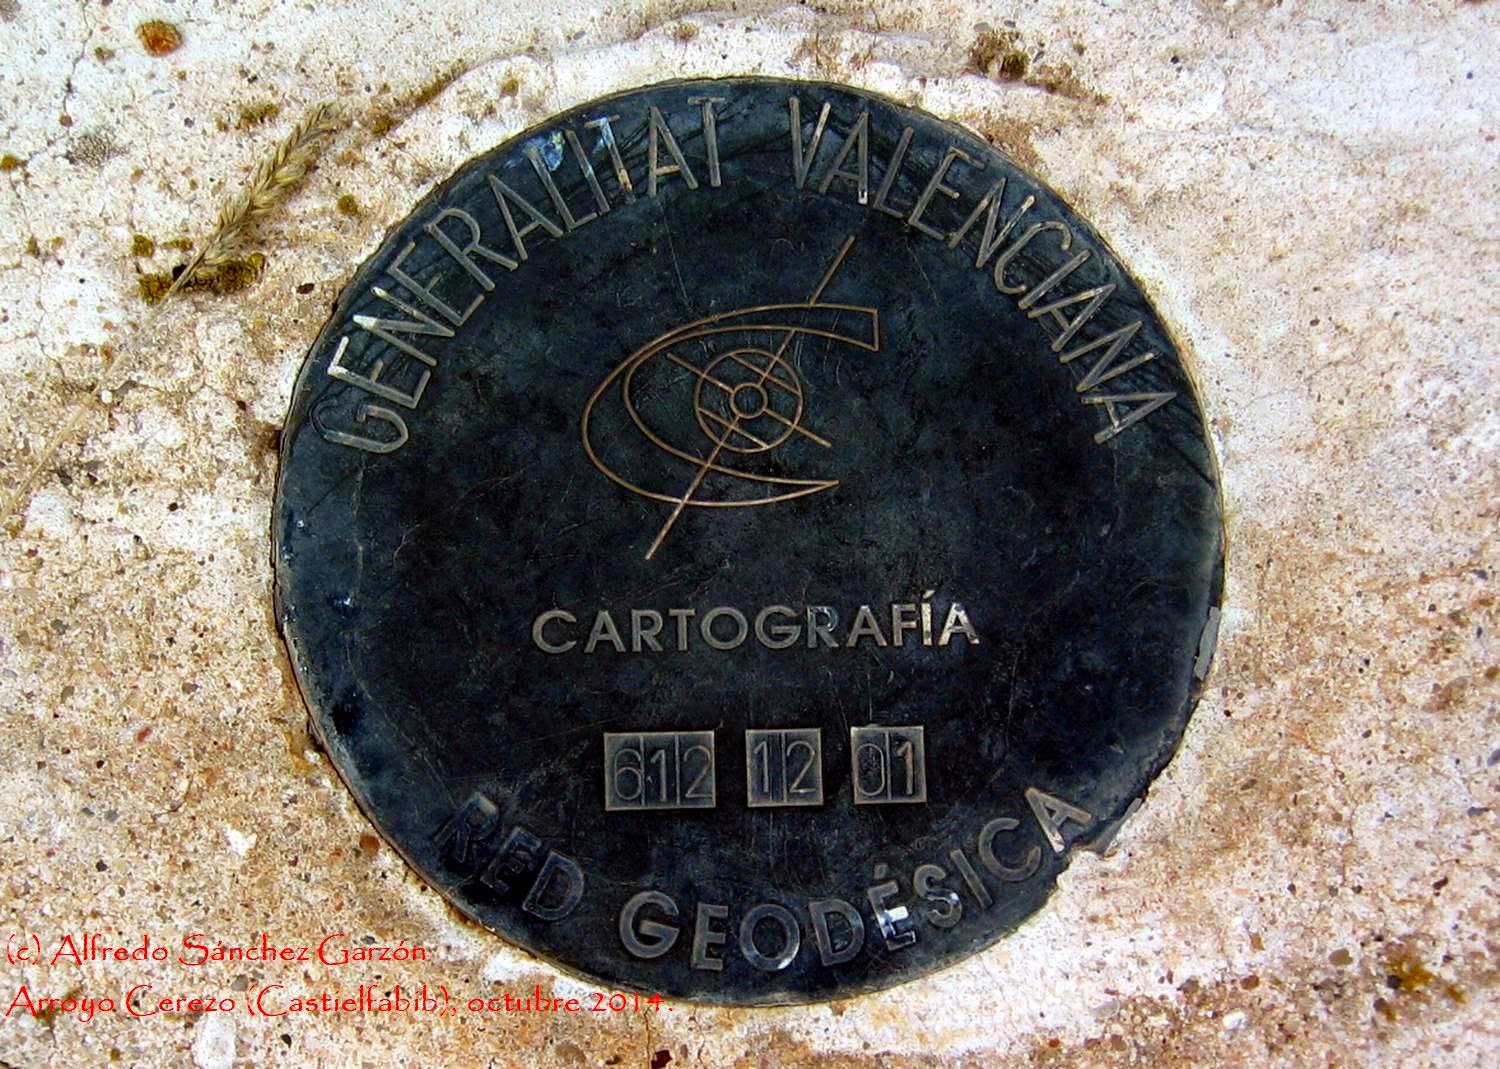 GENERALITAT VALENCIANA
CARTOGRAFÍA
612 12 01
RED GEODÉSICA
(c) Alfredo Sánchez Garzón
Arroyo Cerezo (Castielfabib), octubre 2014.